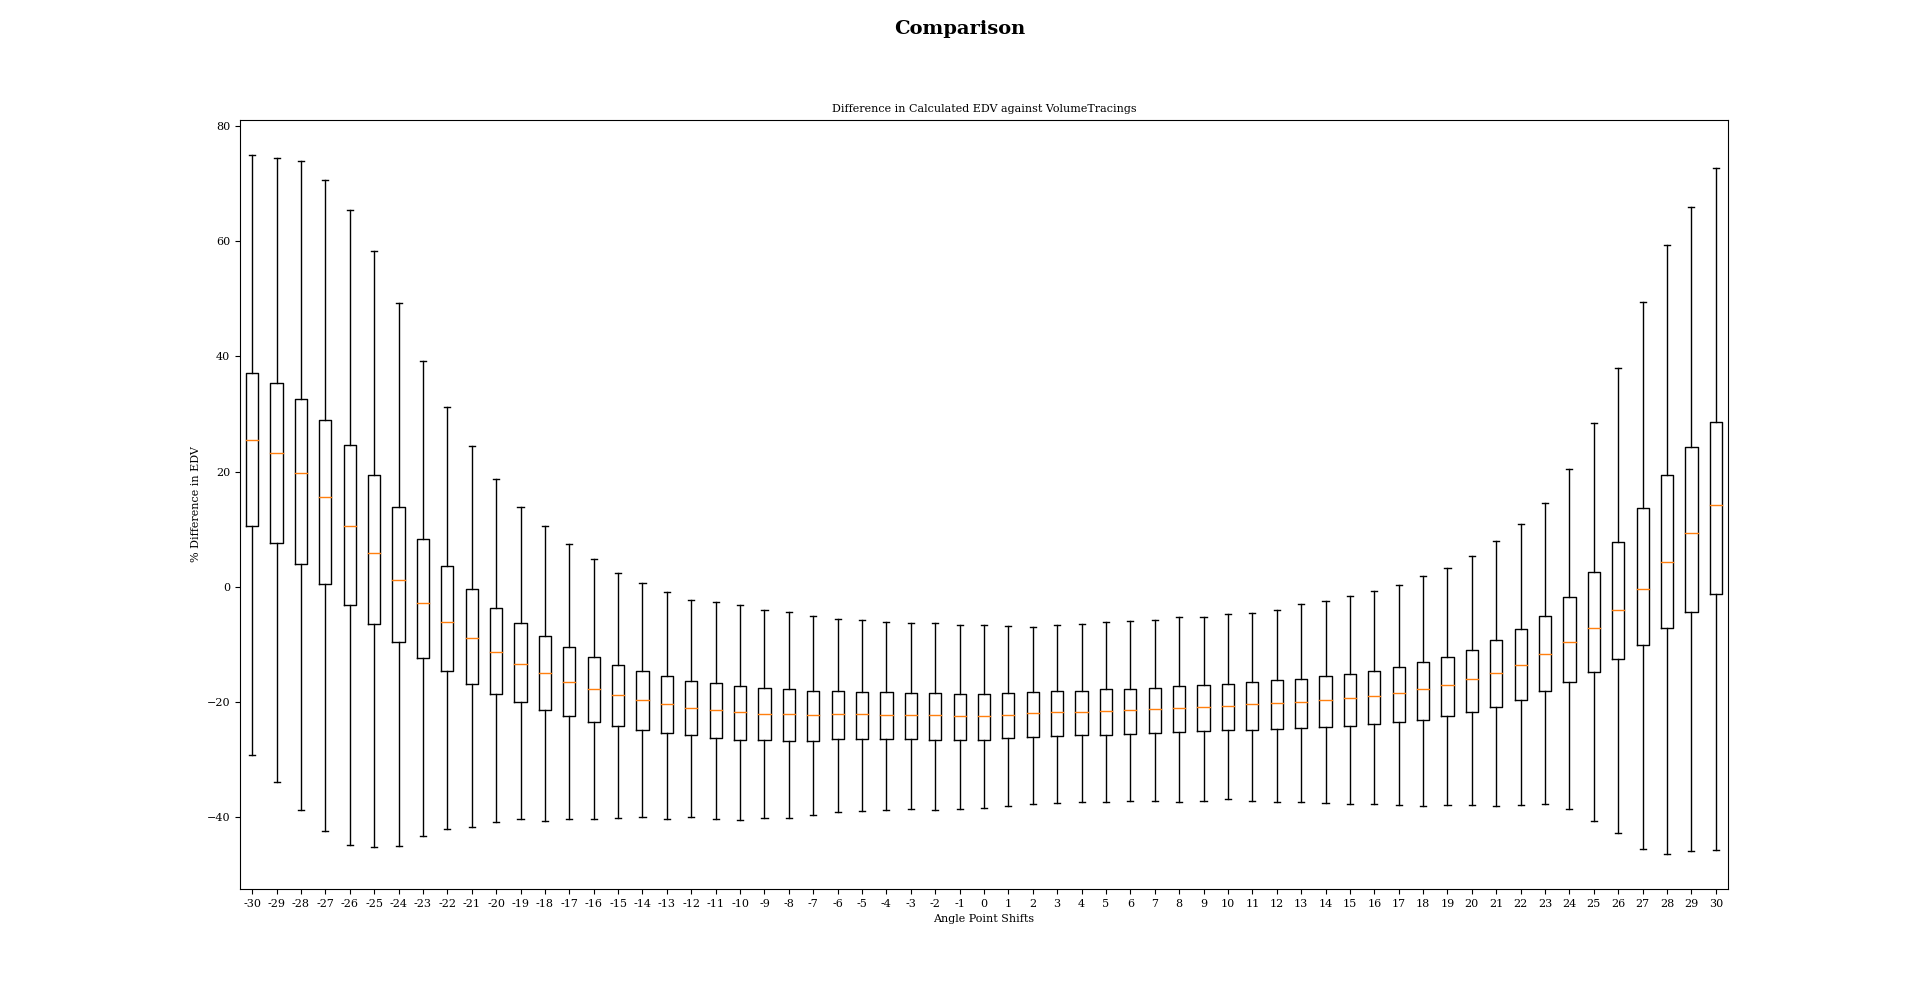 Comparison
Difference in Calculated EDV against VolumeTracings
80
60
40
20
0
−20
−40
% Difference in EDV
-30 -29 -28 -27 -26 -25 -24 -23 -22 -21 -20 -19 -18 -17 -16 -15 -14 -13 -12 -11 -10 -9 -8 -7 -6 -5 -4 -3 -2 -1 0 1 2 3 4 5 6 7 8 9 10 11 12 13 14 15 16 17 18 19 20 21 22 23 24 25 26 27 28 29 30
Angle Point Shifts